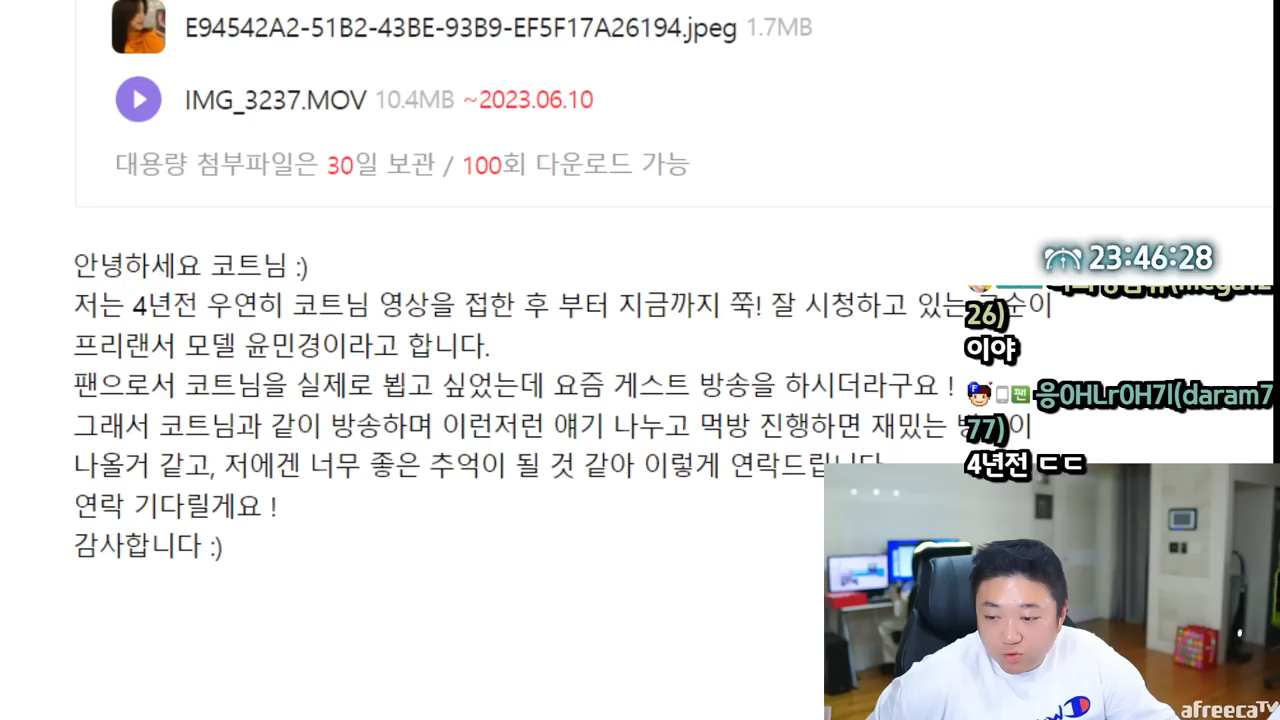 E94542A2-51B2-43BE-93B9-EF5F17A26194.jpeg 1.7MB
IMG_3237.MOV 10.4MB ~2023.06.10
대용량 첨부파일은 30일 보관 / 100회 다운로드 가능
안녕하세요 코트님 :)
저는 4년전 우연히 코트님 영상을 접한 후 부터 지금까지 쭉! 잘 시청하고 있는
프리랜서 모델 윤민경이라고 합니다.
팬으로서 코트님을 실제로 뵙고 싶었는데 요즘 게스트 방송을 하시더라구요 !
그래서 코트님과 같이 방송하며 이런저런 얘기 나누고 먹방 진행하면 재밌는
나올거 같고, 저에겐 너무 좋은 추억이 될 것 같아 이렇게 연락드립니다
연락 기다릴게요 !
감사합니다 :)
23:46:28
26)
이야
팬 응0HLr0H7l(daram7
77)
4년전 ㄷㄷ
afreecaTV